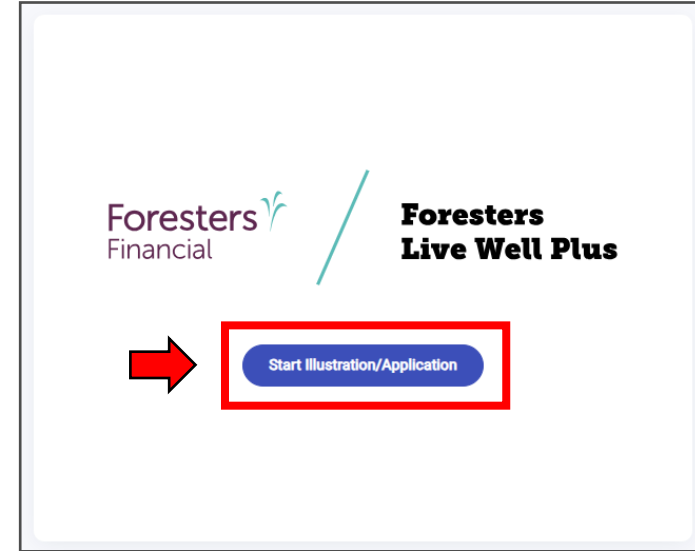 Foresters
Financial
Foresters
Live Well Plus
Start Illustration/Application